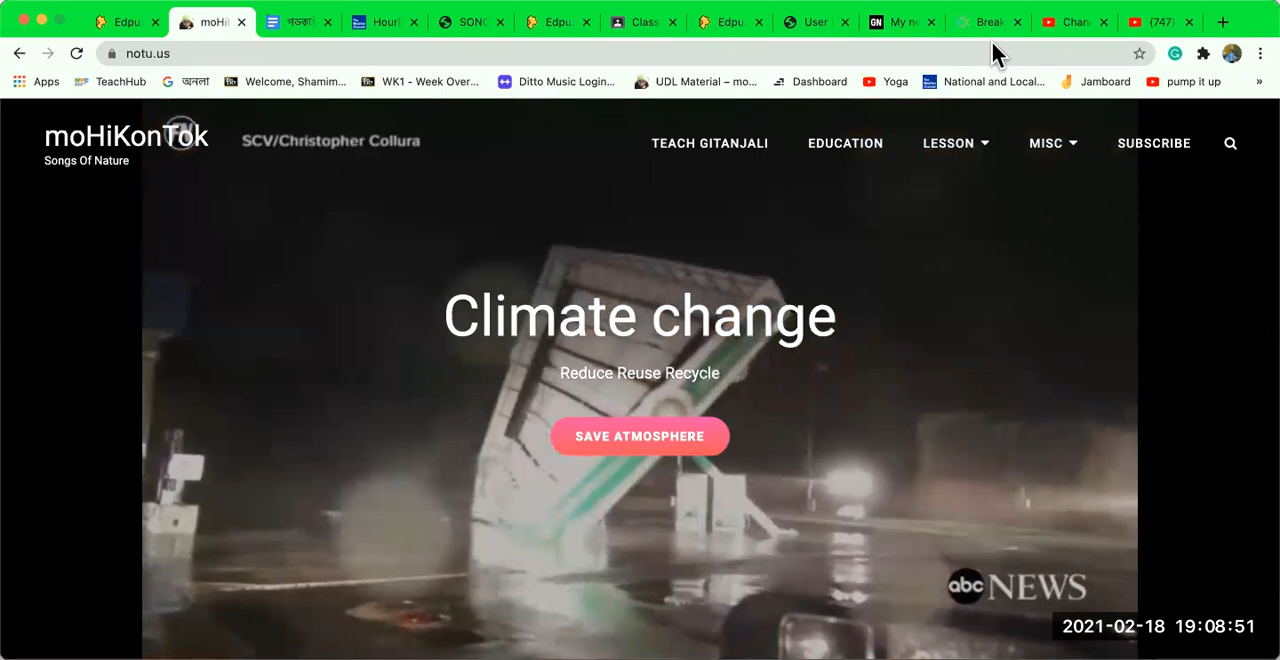 Edpu moHi পডকা Hourl SONG Edpu Class Edpu User My ne Break Chan (747)
notu.us
Apps TeachHub অনলা Welcome, Shamim... WK1 - Week Over... Ditto Music Login... UDL Material – mo... Dashboard Yoga National and Local... Jamboard pump it up »
moHiKonTok SCV/Christopher Collura TEACH GITANJALI EDUCATION LESSON MISC SUBSCRIBE
Songs Of Nature
Climate change
Reduce Reuse Recycle
SAVE ATMOSPHERE
abc NEWS
2021-02-18 19:08:51